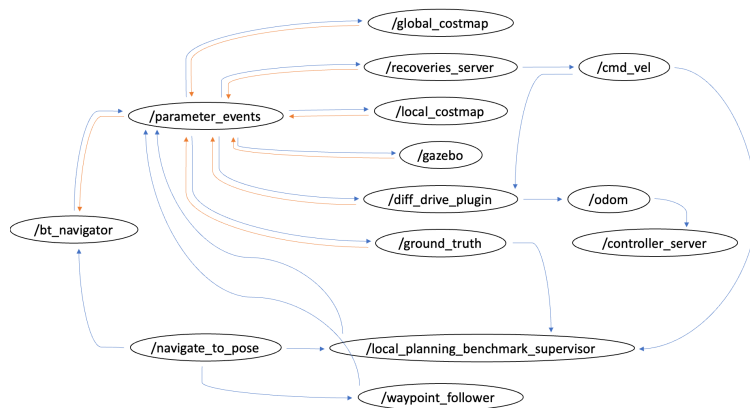 /global_costmap
/recoveries_server
/cmd_vel
/parameter_events
/local_costmap
/gazebo
/diff_drive_plugin
/odom
/bt_navigator
/ground_truth
/controller_server
/navigate_to_pose
/local_planning_benchmark_supervisor
/waypoint_follower